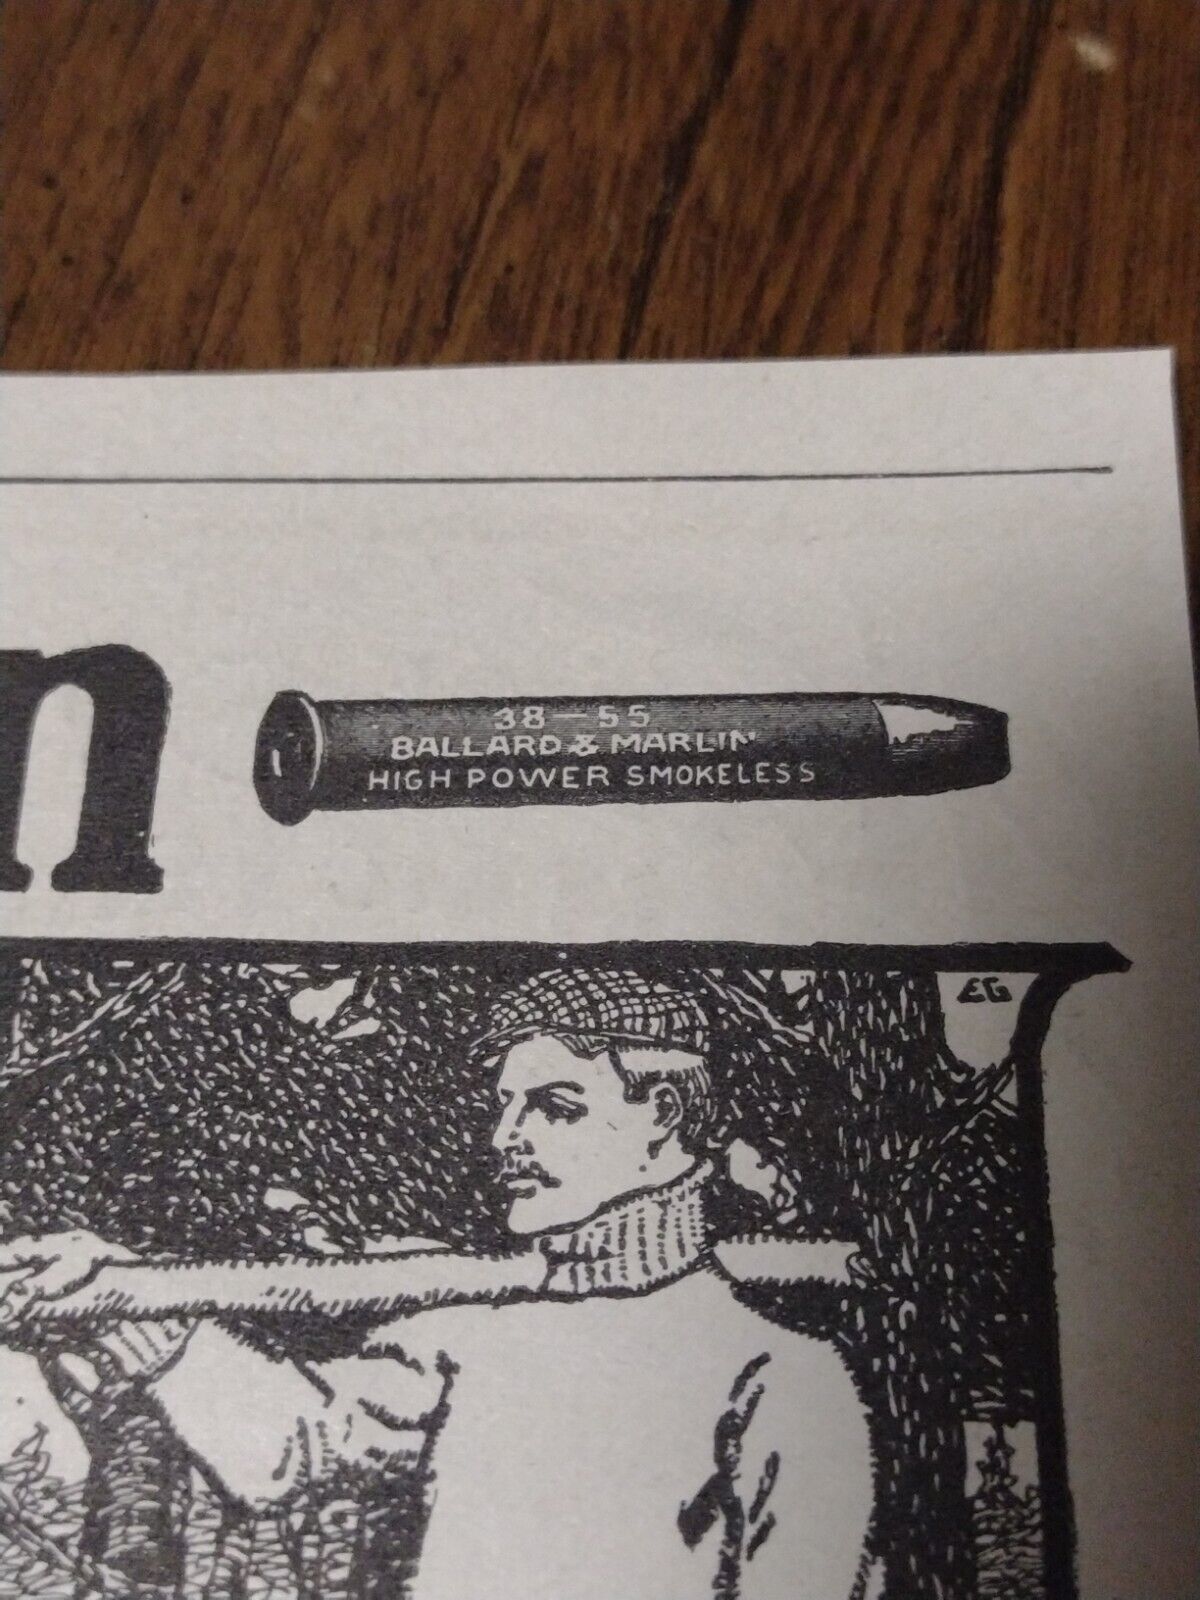 n
38-55
BALLARD & MARLIN
HIGH POWER SMOKELESS
EG